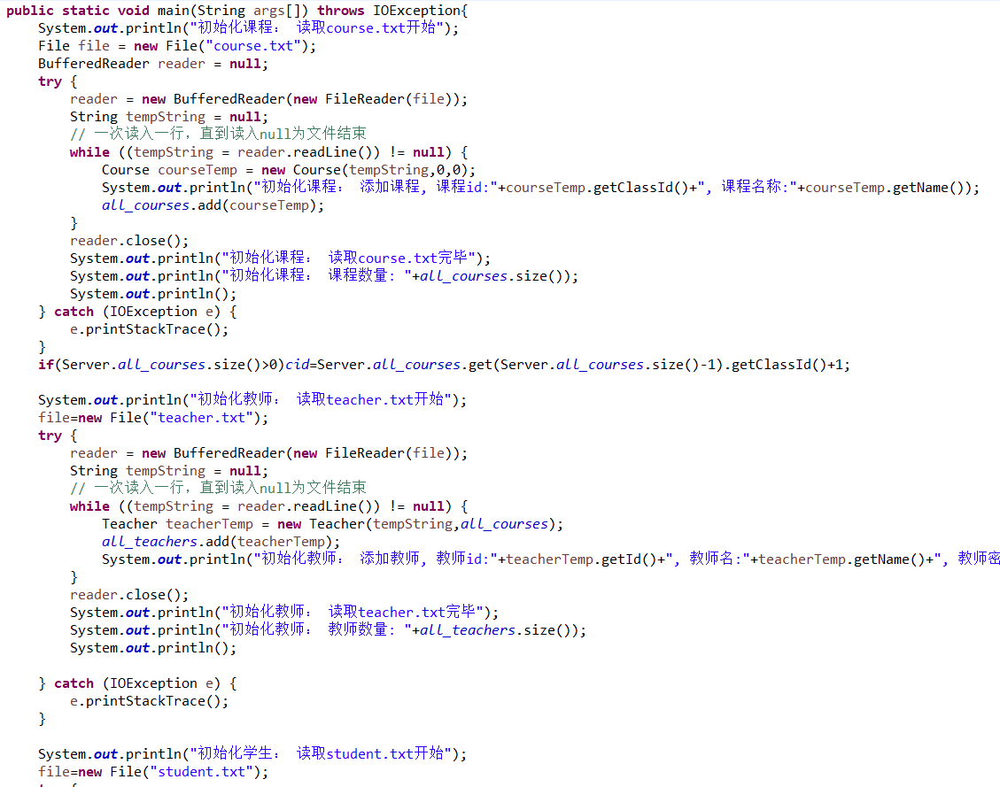 public static void main(String args[]) throws IOException{
System.out.println("初始化课程： 读取course.txt开始");
File file = new File("course.txt");
BufferedReader reader = null;
try {
reader = new BufferedReader(new FileReader(file));
String tempString = null;
// 一次读入一行，直到读入null为文件结束
while ((tempString = reader.readLine()) != null) {
Course courseTemp = new Course(tempString,0,0);
System.out.println("初始化课程： 添加课程, 课程id:"+courseTemp.getClassId()+", 课程名称:"+courseTemp.getName());
all_courses.add(courseTemp);
}
reader.close();
System.out.println("初始化课程： 读取course.txt完毕");
System.out.println("初始化课程： 课程数量: "+all_courses.size());
System.out.println();
} catch (IOException e) {
e.printStackTrace();
}
if(Server.all_courses.size()>0)cid=Server.all_courses.get(Server.all_courses.size()-1).getClassId()+1;
System.out.println("初始化教师： 读取teacher.txt开始");
file=new File("teacher.txt");
try {
reader = new BufferedReader(new FileReader(file));
String tempString = null;
// 一次读入一行，直到读入null为文件结束
while ((tempString = reader.readLine()) != null) {
Teacher teacherTemp = new Teacher(tempString,all_courses);
all_teachers.add(teacherTemp);
System.out.println("初始化教师： 添加教师, 教师id:"+teacherTemp.getId()+", 教师名:"+teacherTemp.getName()+", 教师密
}
reader.close();
System.out.println("初始化教师： 读取teacher.txt完毕");
System.out.println("初始化教师： 教师数量: "+all_teachers.size());
System.out.println();
} catch (IOException e) {
e.printStackTrace();
}
System.out.println("初始化学生： 读取student.txt开始");
file=new File("student.txt");